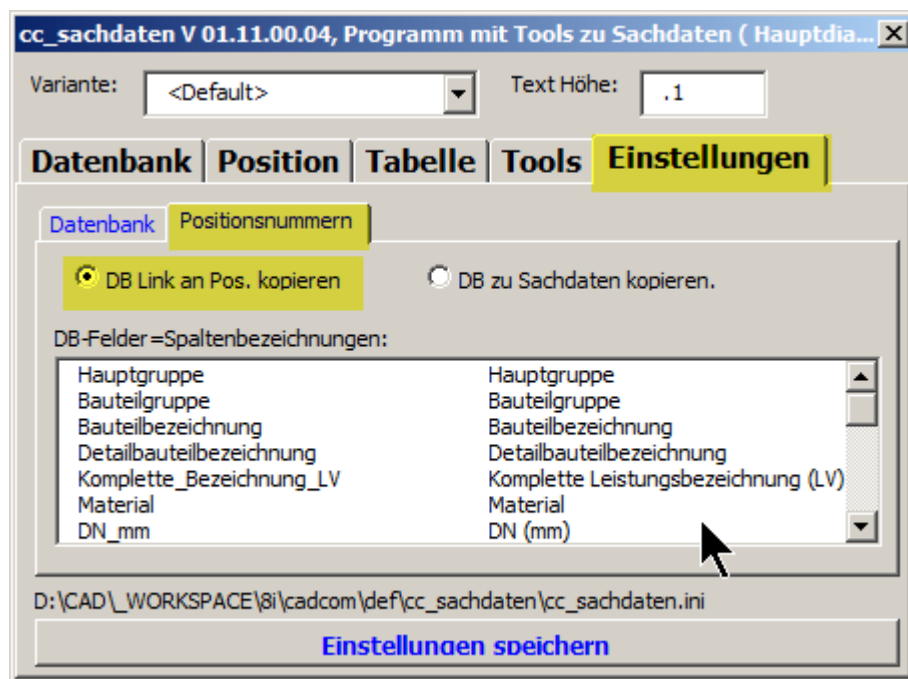 cc_sachdaten V 01.11.00.04, Programm mit Tools zu Sachdaten ( Hauptdia...
Variante: <Default> Text Höhe: .1
Datenbank Position Tabelle Tools Einstellungen
Datenbank Positionsnummern
DB Link an Pos. kopieren DB zu Sachdaten kopieren.
DB-Felder=Spaltenbezeichnungen:
Hauptgruppe Hauptgruppe
Bauteilgruppe Bauteilgruppe
Bauteilbezeichnung Bauteilbezeichnung
Detailbauteilbezeichnung Detailbauteilbezeichnung
Komplette_Bezeichnung_LV Komplette Leistungsbezeichnung (LV)
Material Material
DN_mm DN (mm)
D:\CAD\_WORKSPACE\8i\cadcom\def\cc_sachdaten\cc_sachdaten.ini
Einstellungen speichern